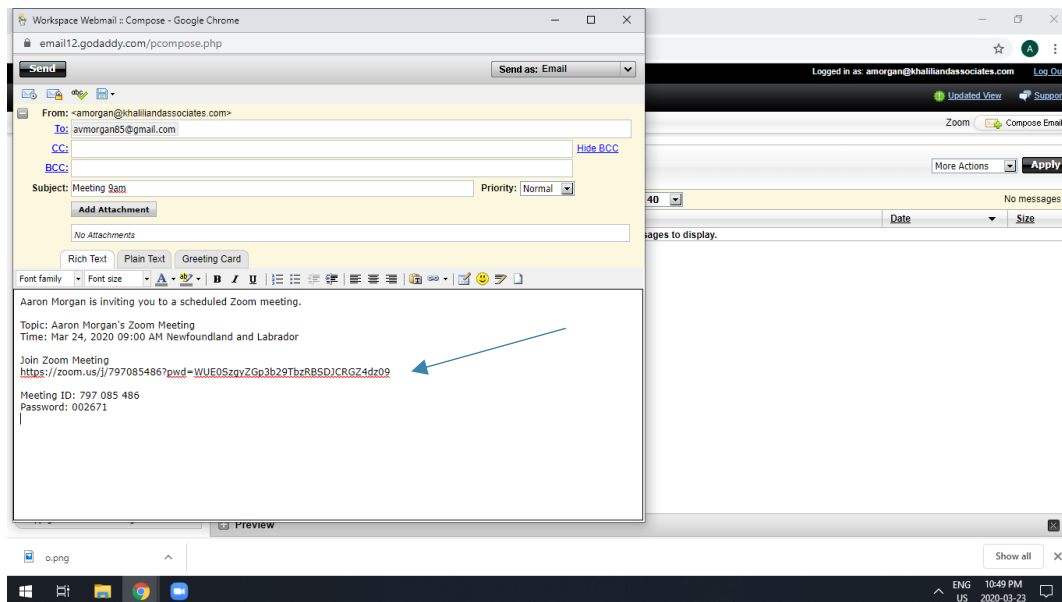 Workspace Webmail :: Compose - Google Chrome
email12.godaddy.com/pcompose.php
Send
Send as: Email
From: <amorgan@khaliliandassociates.com>
To: avmorgan85@gmail.com
CC:
Hide BCC
BCC:
Subject: Meeting 9am
Priority: Normal
Add Attachment
No Attachments
Rich Text Plain Text Greeting Card
Font family Font size A ab B I U
Aaron Morgan is inviting you to a scheduled Zoom meeting.
Topic: Aaron Morgan's Zoom Meeting
Time: Mar 24, 2020 09:00 AM Newfoundland and Labrador
Join Zoom Meeting
https://zoom.us/j/797085486?pwd=WUE0SzgyZGp3b29TbzRBSDJCRGZ4dz09
Meeting ID: 797 085 486
Password: 002671
A
Logged in as: amorgan@khaliliandassociates.com Log Ou
Updated View Suppor
Zoom Compose Email
More Actions Apply
40 No messages
Date Size
sages to display.
Preview
o.png
Show all
ENG 10:49 PM
US 2020-03-23